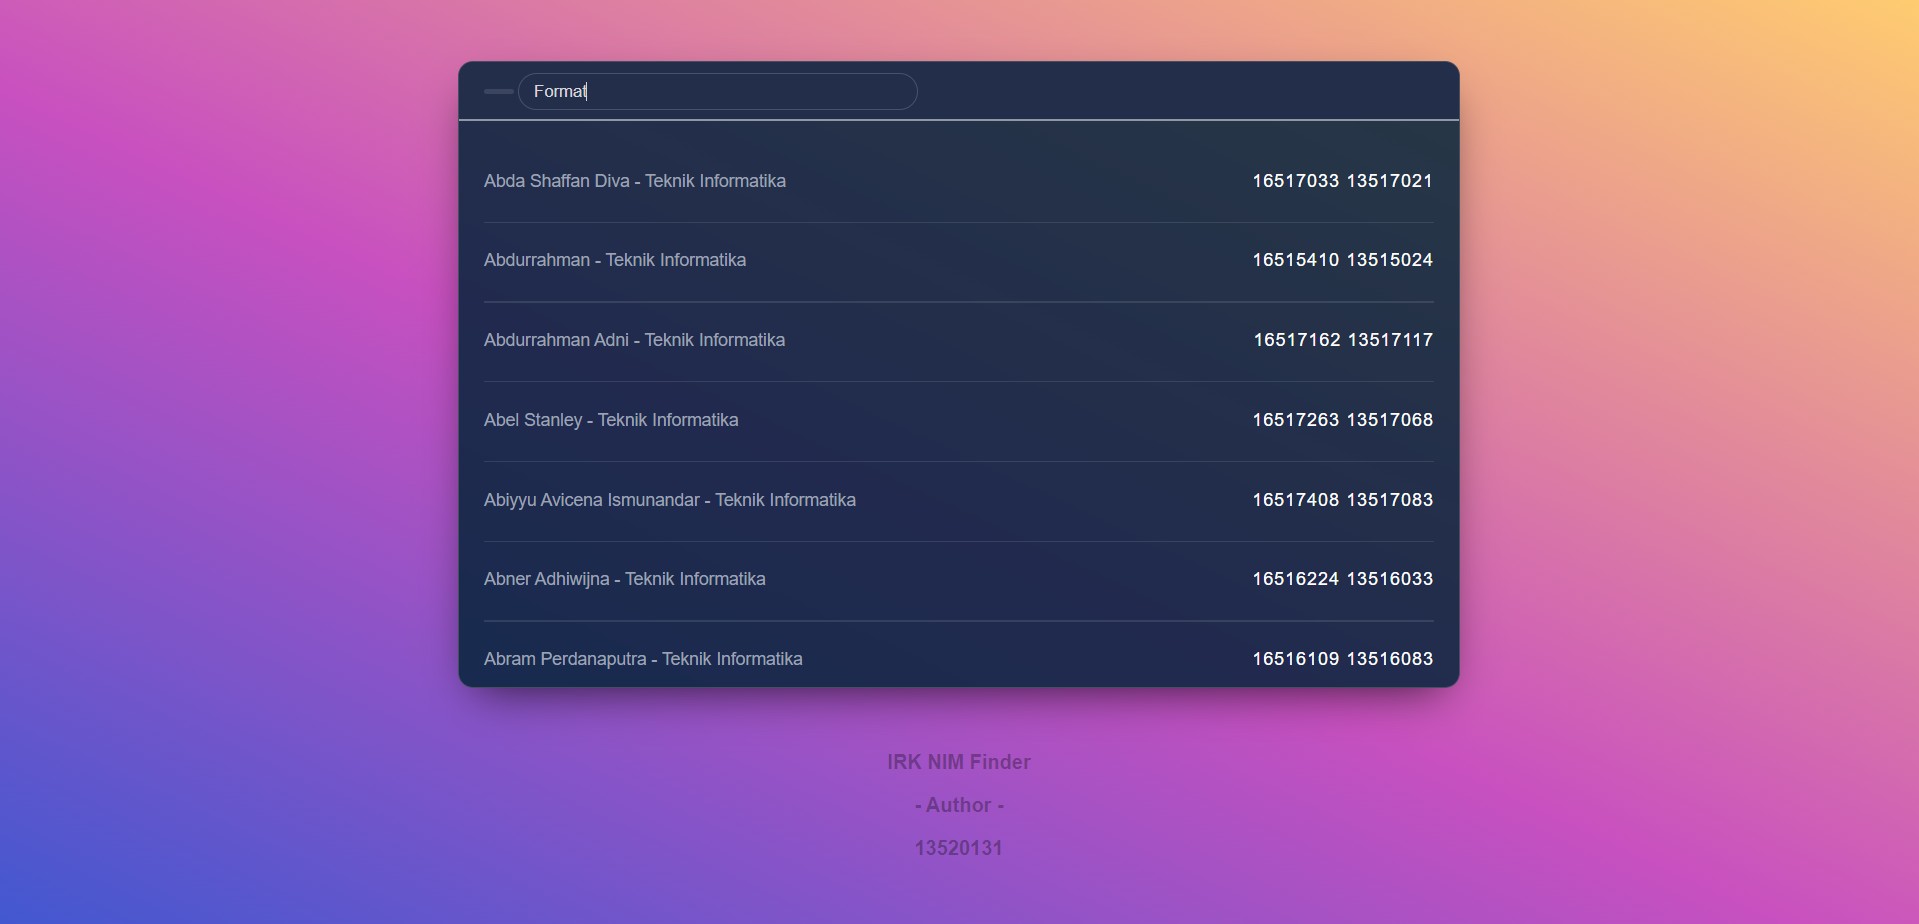 Format
Abda Shaffan Diva - Teknik Informatika 16517033 13517021
Abdurrahman - Teknik Informatika 16515410 13515024
Abdurrahman Adni - Teknik Informatika 16517162 13517117
Abel Stanley - Teknik Informatika 16517263 13517068
Abiyyu Avicena Ismunandar - Teknik Informatika 16517408 13517083
Abner Adhiwijna - Teknik Informatika 16516224 13516033
Abram Perdanaputra - Teknik Informatika 16516109 13516083
IRK NIM Finder
- Author -
13520131